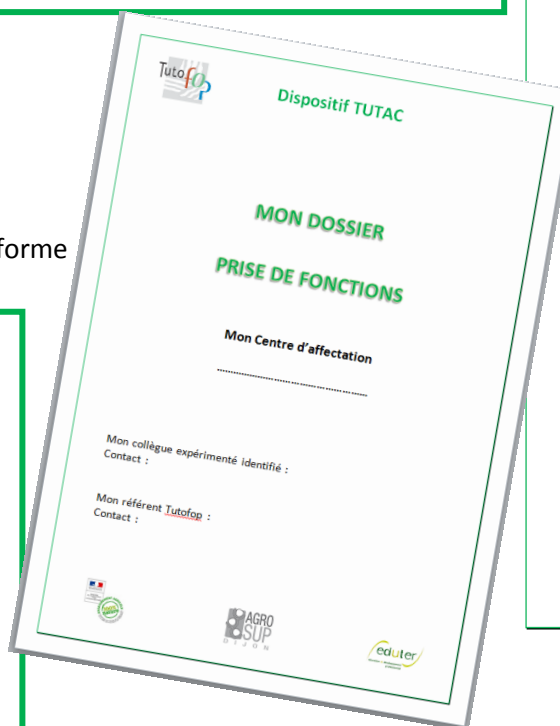 Tutofop
Dispositif TUTAC
MON DOSSIER
PRISE DE FONCTIONS
forme
Mon Centre d'affectation
................................................
Mon collègue expérimenté identifié :
Contact :
Mon référent Tutofop :
Contact :
AGRO
SUP
DIJON
eduter